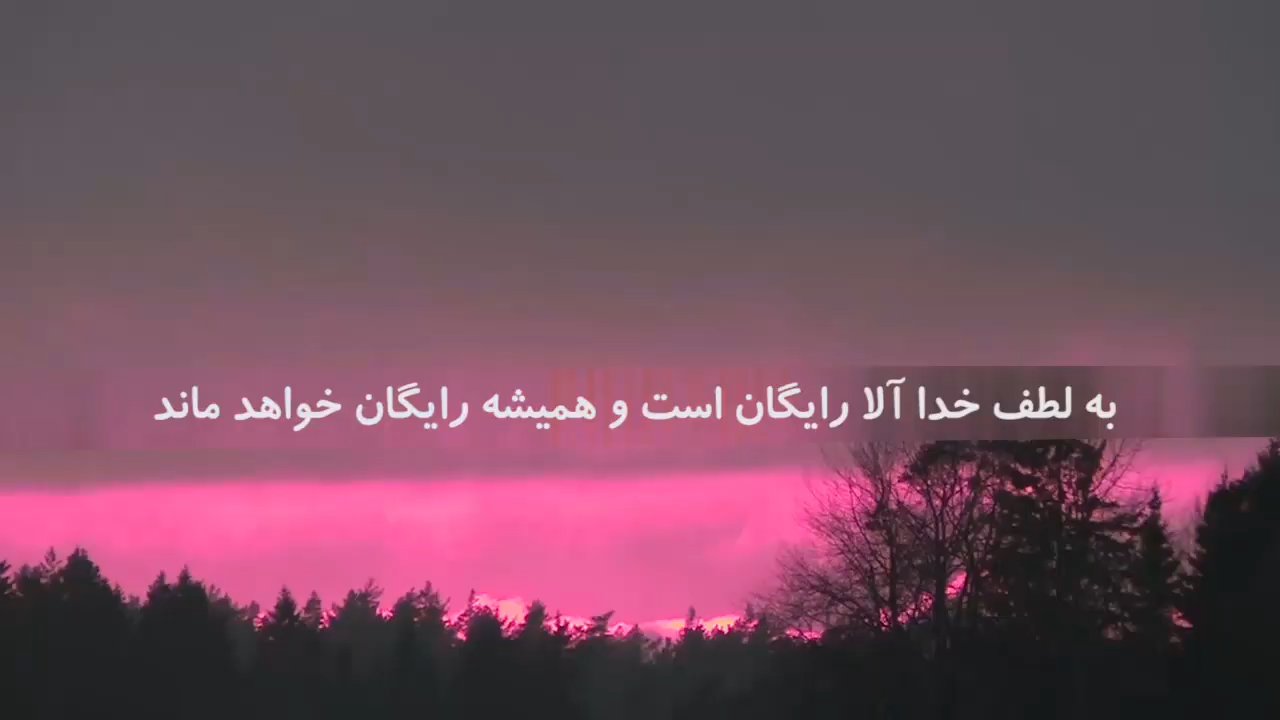 به لطف خدا آلا رایگان است و همیشه رایگان خواهد ماند